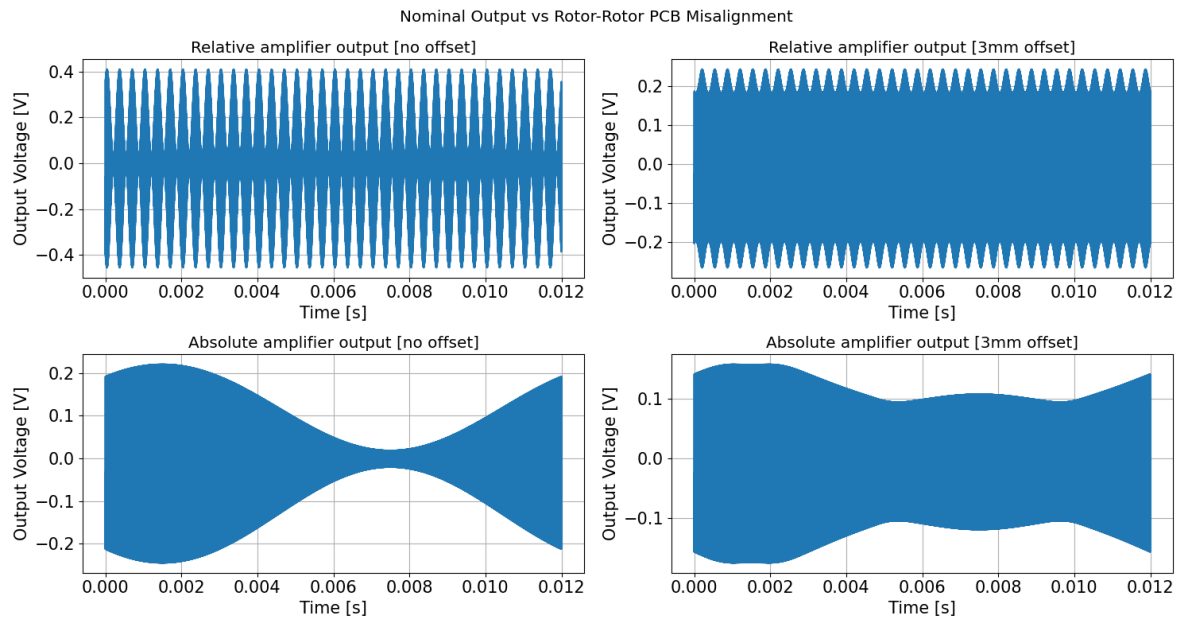 Nominal Output vs Rotor-Rotor PCB Misalignment
Relative amplifier output [no offset]
Output Voltage [V]
0.4
0.2
0.0
−0.2
−0.4
0.000 0.002 0.004 0.006 0.008 0.010 0.012
Time [s]
Relative amplifier output [3mm offset]
Output Voltage [V]
0.2
0.1
0.0
−0.1
−0.2
0.000 0.002 0.004 0.006 0.008 0.010 0.012
Time [s]
Absolute amplifier output [no offset]
Output Voltage [V]
0.2
0.1
0.0
−0.1
−0.2
0.000 0.002 0.004 0.006 0.008 0.010 0.012
Time [s]
Absolute amplifier output [3mm offset]
Output Voltage [V]
0.1
0.0
−0.1
0.000 0.002 0.004 0.006 0.008 0.010 0.012
Time [s]